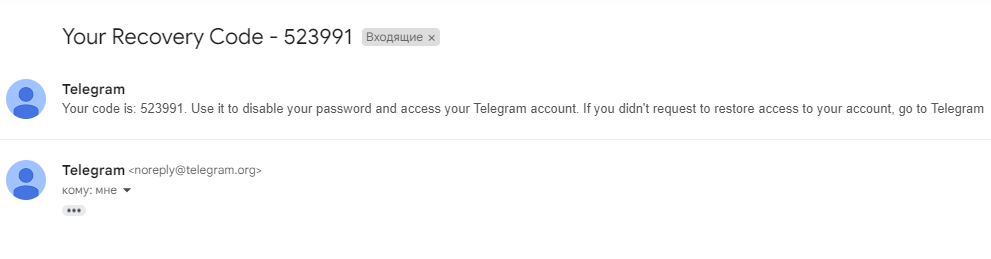 Your Recovery Code - 523991 Входящие ×
Telegram
Your code is: 523991. Use it to disable your password and access your Telegram account. If you didn't request to restore access to your account, go to Telegram
Telegram <noreply@telegram.org>
кому: мне